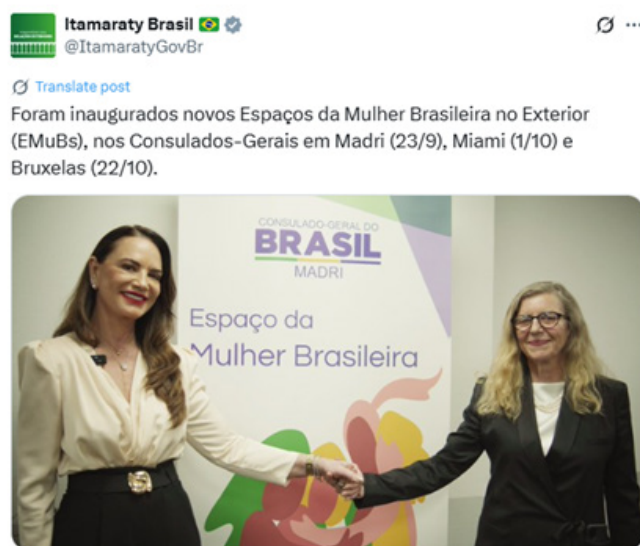 Itamaraty Brasil
@ItamaratyGovBr
Translate post
Foram inaugurados novos Espaços da Mulher Brasileira no Exterior
(EMuBs), nos Consulados-Gerais em Madri (23/9), Miami (1/10) e
Bruxelas (22/10).
CONSULADO-GERAL DO
BRASIL
MADRI
Espaço da
Mulher Brasileira